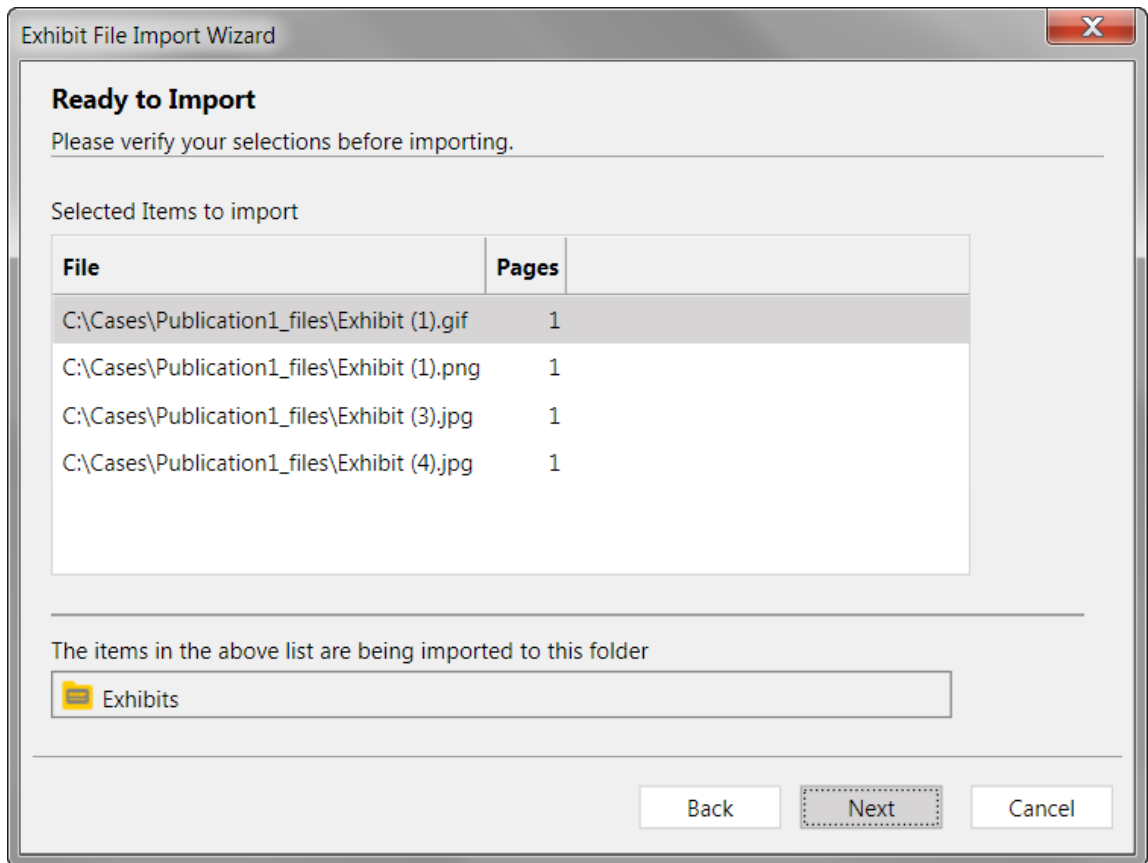 Exhibit File Import Wizard
X
Ready to Import
Please verify your selections before importing.
Selected Items to import
File Pages
C:\Cases\Publication1_files\Exhibit (1).gif 1
C:\Cases\Publication1_files\Exhibit (1).png 1
C:\Cases\Publication1_files\Exhibit (3).jpg 1
C:\Cases\Publication1_files\Exhibit (4).jpg 1
The items in the above list are being imported to this folder
Exhibits
Back Next Cancel